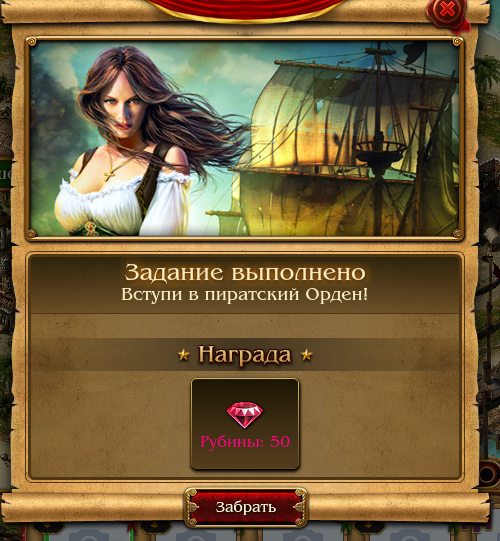 Задание выполнено
Вступи в пиратский Орден!
Награда
Рубины: 50
Забрать